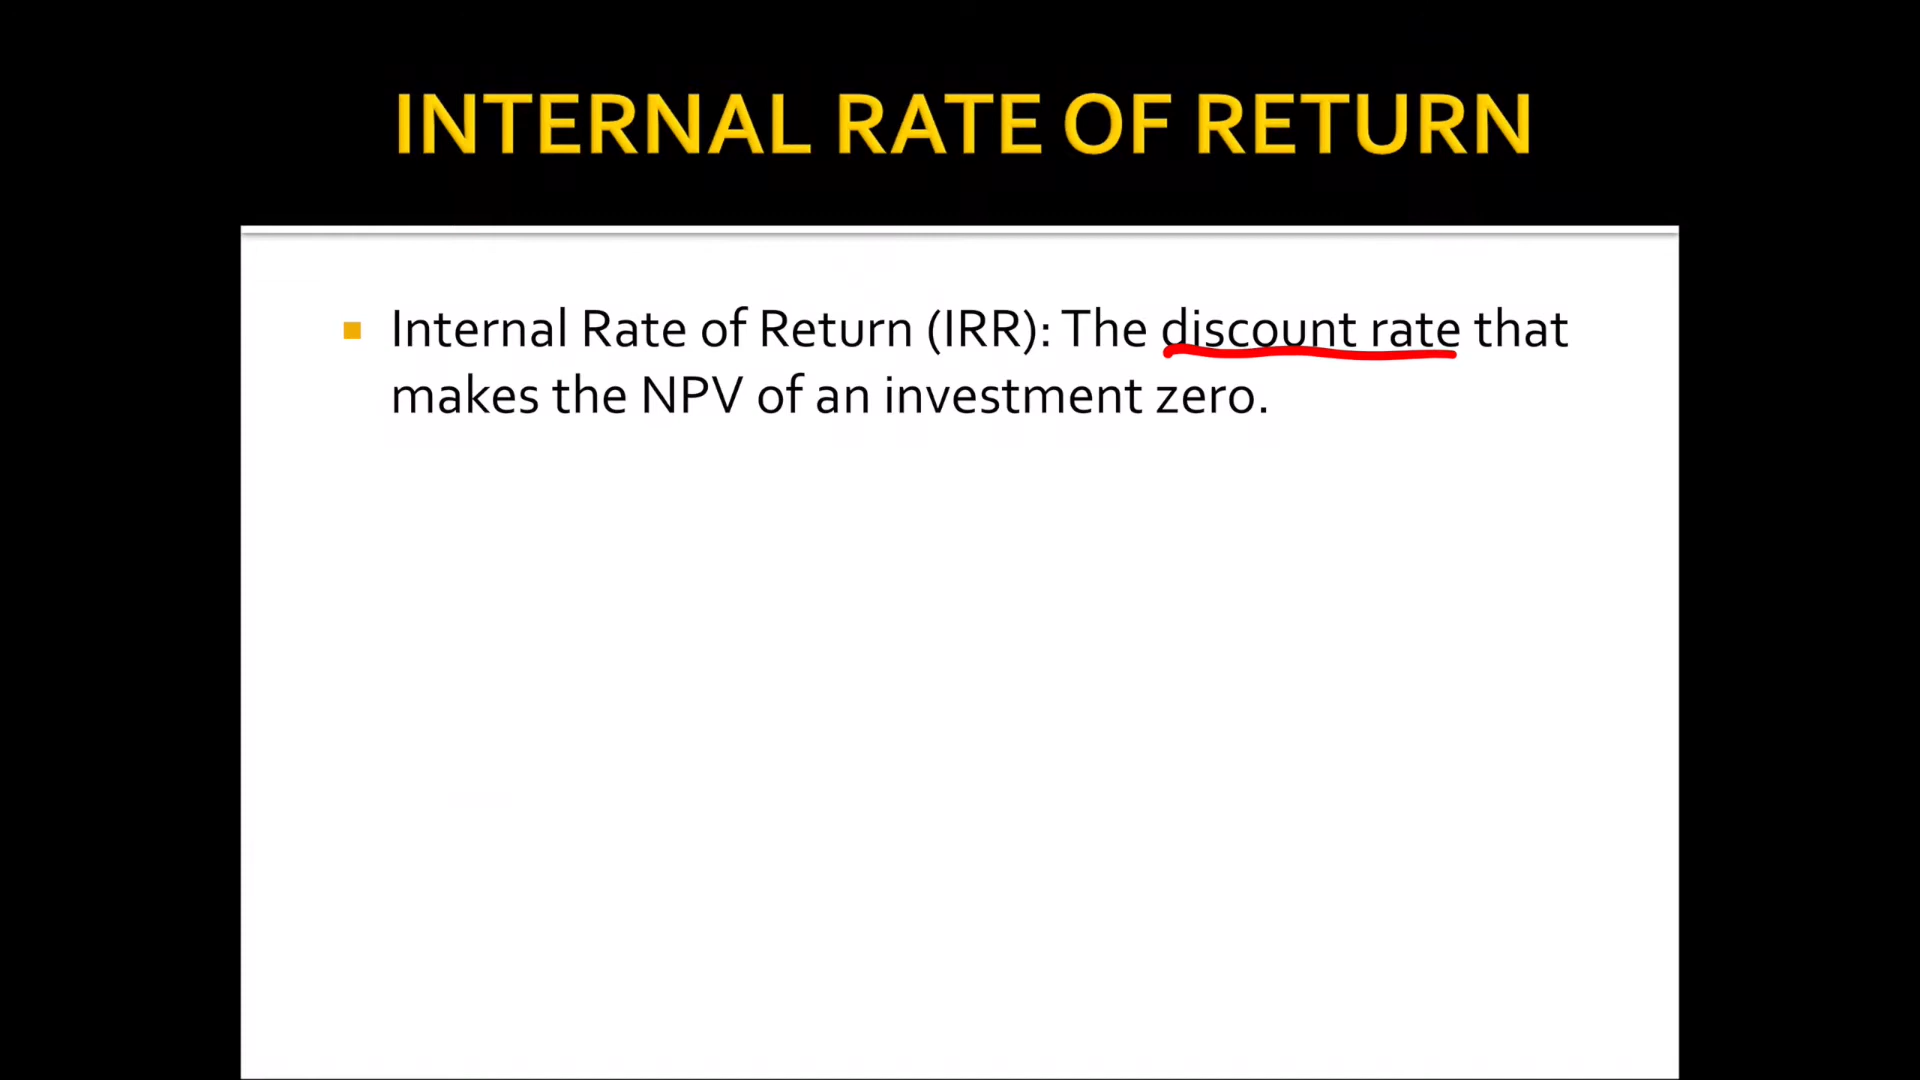 INTERNAL RATE OF RETURN
Internal Rate of Return (IRR): The discount rate that
makes the NPV of an investment zero.